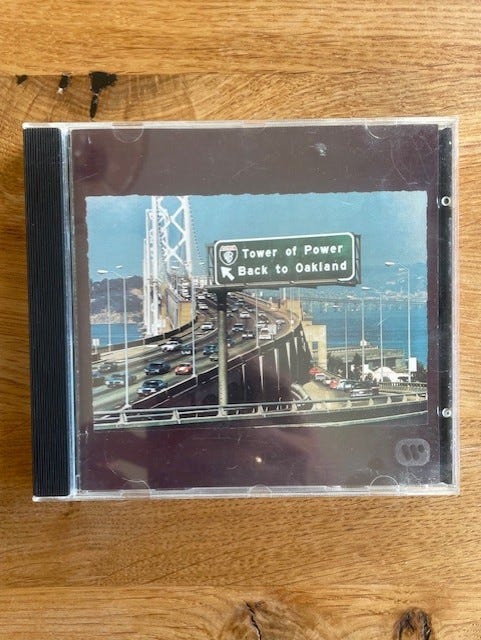 Tower of Power
Back to Oakland